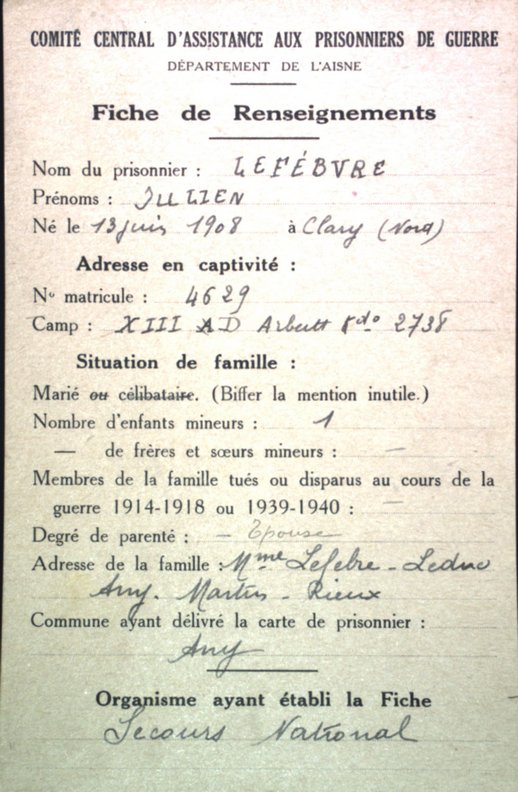 COMITÉ CENTRAL D'ASSISTANCE AUX PRISONNIERS DE GUERRE
DÉPARTEMENT DE L'AISNE
Fiche de Renseignements
Nom du prisonnier : LEFÉBVRE
Prénoms : JULIEN
Né le 13 juin 1908 à Clary (Nord)
Adresse en captivité :
No matricule : 4629
Camp : XIII AD Arbeit Kdo 2738
Situation de famille :
Marié ou célibataire. (Biffer la mention inutile.)
Nombre d'enfants mineurs : 1
— de frères et sœurs mineurs : —
Membres de la famille tués ou disparus au cours de la
guerre 1914-1918 ou 1939-1940 : —
Degré de parenté : - Epouse
Adresse de la famille : Mme Lefebre - Leduc
Any. Martin - Rieux
Commune ayant délivré la carte de prisonnier :
Any
Organisme ayant établi la Fiche
Secours National